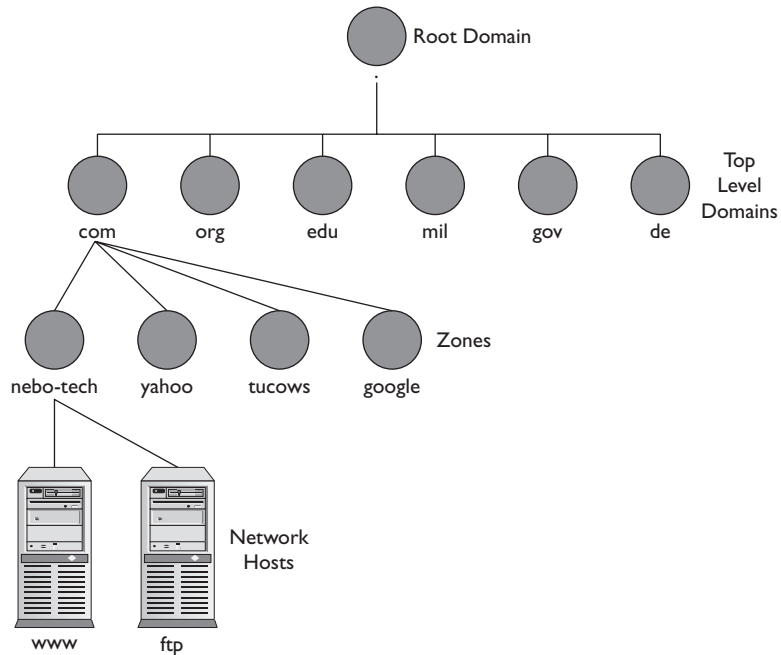 Root Domain
.
Top
Level
Domains
com
org
edu
mil
gov
de
Zones
nebo-tech
yahoo
tucows
google
Network
Hosts
www
ftp